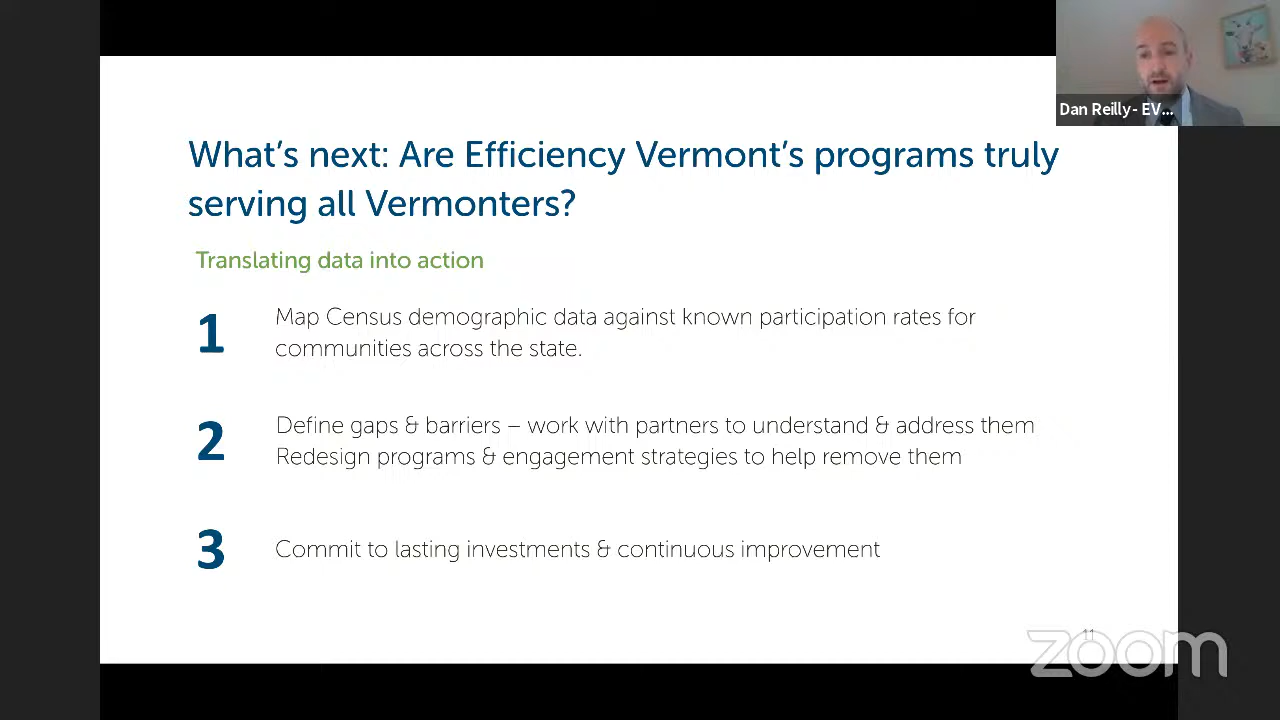 Dan Reilly- EV...
What's next: Are Efficiency Vermont's programs truly
serving all Vermonters?
Translating data into action
1
Map Census demographic data against known participation rates for
communities across the state.
2
Define gaps & barriers – work with partners to understand & address them
Redesign programs & engagement strategies to help remove them
3
Commit to lasting investments & continuous improvement
11
zoom